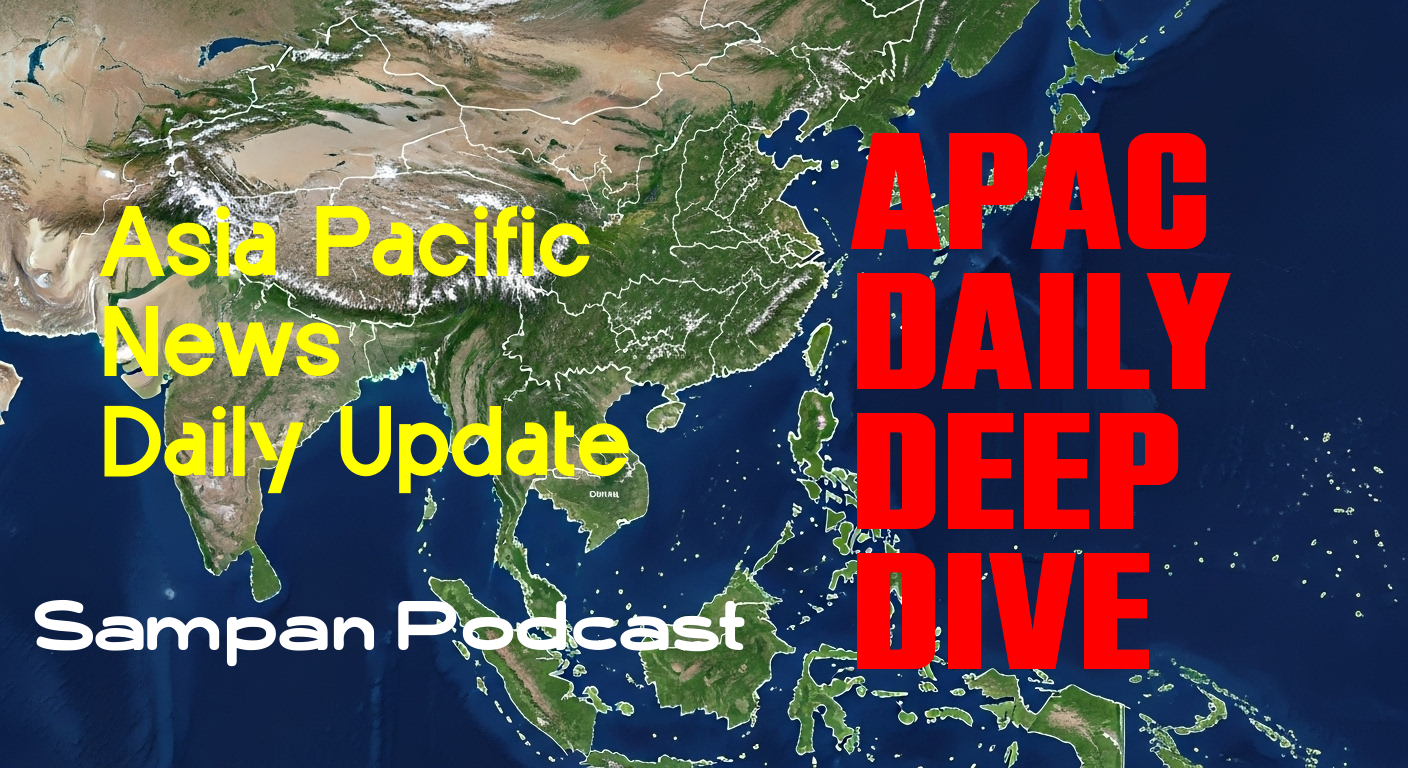 Asia Pacific
News
Daily Update
Sampan Podcast
APAC
DAILY
DEEP
DIVE